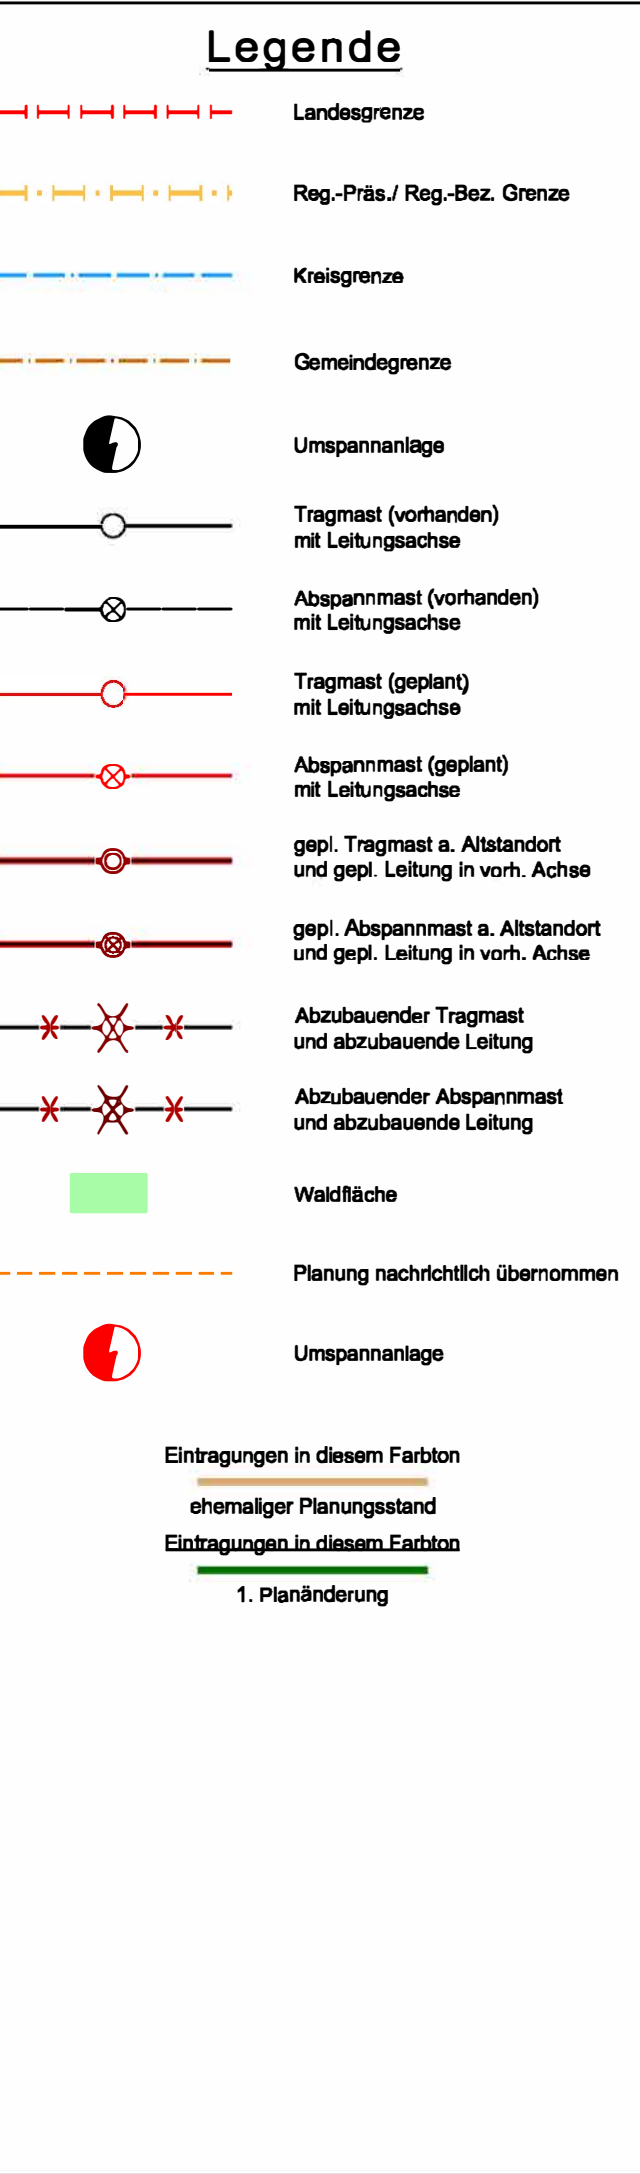 Legende
Landesgrenze
Reg.-Präs./ Reg.-Bez. Grenze
Kreisgrenze
Gemeindegrenze
Umspannanlage
Tragmast (vorhanden)
mit Leitungsachse
Abspannmast (vorhanden)
mit Leitungsachse
Tragmast (geplant)
mit Leitungsachse
Abspannmast (geplant)
mit Leitungsachse
gepl. Tragmast a. Altstandort
und gepl. Leitung in vorh. Achse
gepl. Abspannmast a. Altstandort
und gepl. Leitung in vorh. Achse
Abzubauender Tragmast
und abzubauende Leitung
Abzubauender Abspannmast
und abzubauende Leitung
Waldfläche
Planung nachrichtlich übernommen
Umspannanlage
Eintragungen in diesem Farbton
ehemaliger Planungsstand
Eintragungen in diesem Farbton
1. Planänderung